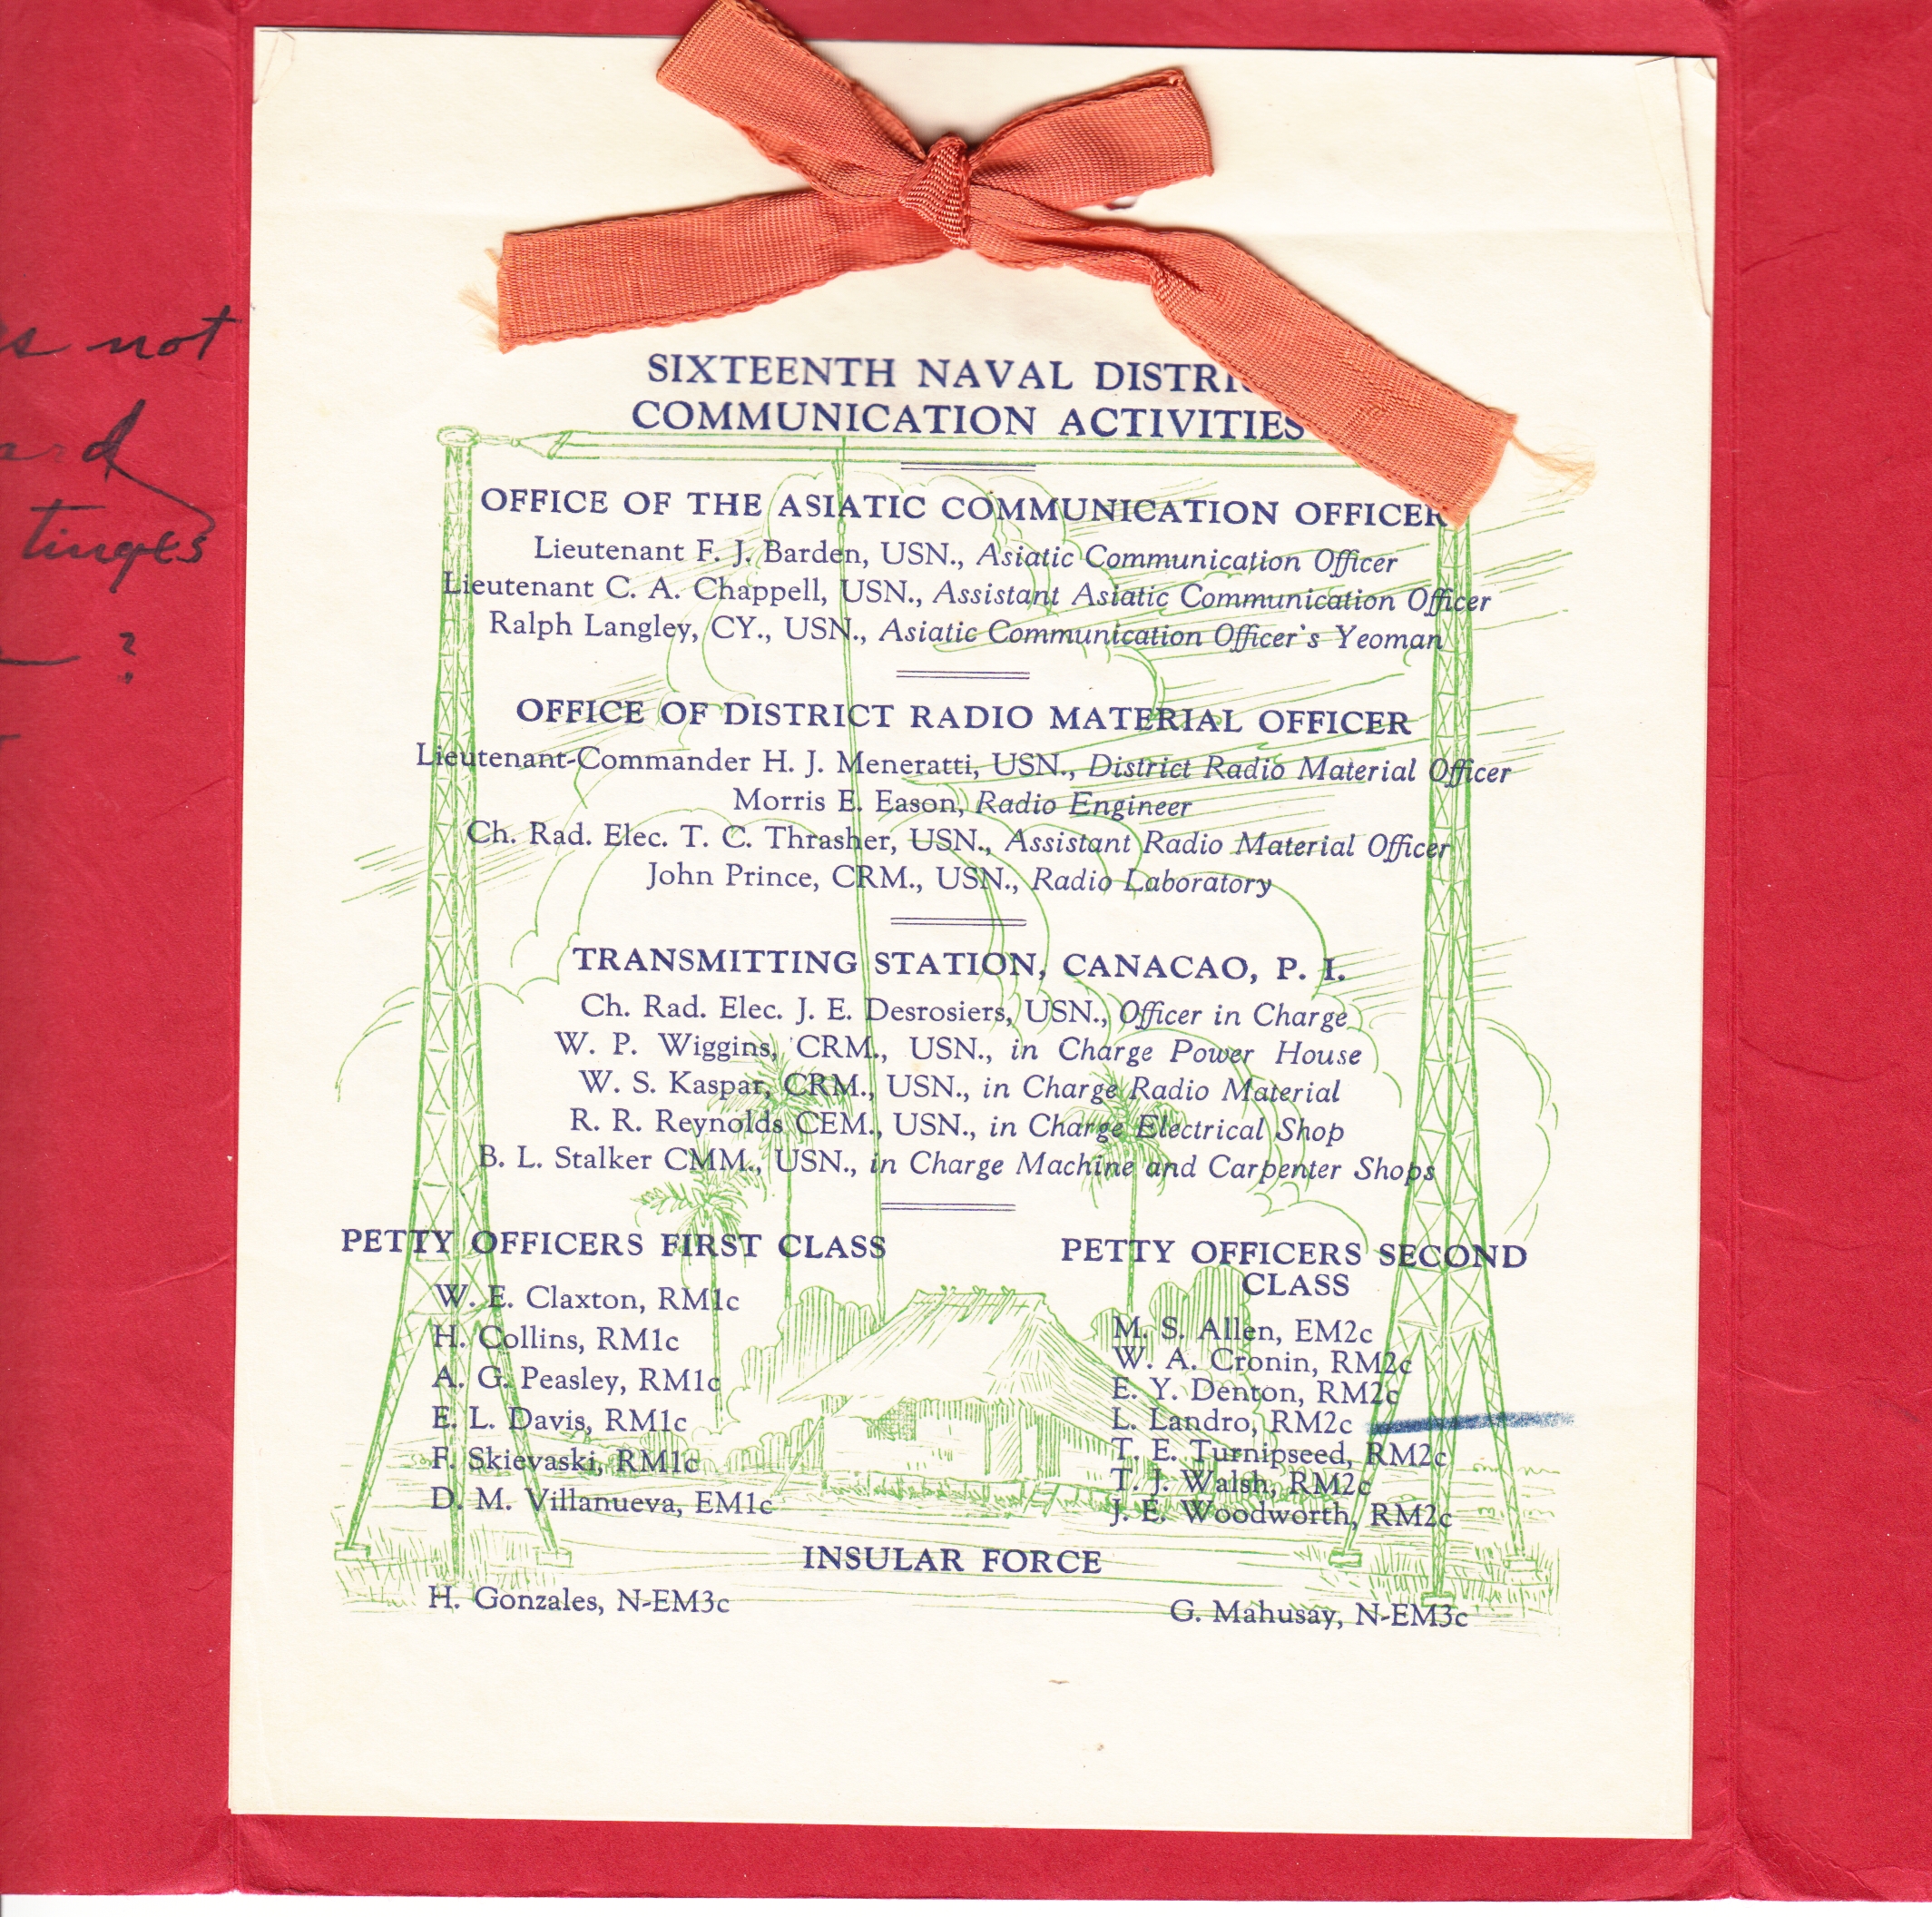 SIXTEENTH NAVAL
COMMUNICATION ACTIVITIES
OFFICE OF THE ASIATIC COMMUNICATION OFFICER
Lieutenant F. J. Barden, USN., Asiatic Communication Officer
Lieutenant C. A. Chappell, USN., Assistant Asiatic Communication Officer
Ralph Langley, CY., USN., Asiatic Communication Officer's Yeoman
OFFICE OF DISTRICT RADIO MATERIAL OFFICER
Lieutenant-Commander H. J. Meneratti, USN., District Radio Material Officer
Morris E. Eason, Radio Engineer
Ch. Rad. Elec. T. C. Thrasher, USN., Assistant Radio Material Officer
John Prince, CRM., USN., Radio Laboratory
TRANSMITTING STATION, CANACAO, P. I.
Ch. Rad. Elec. J. E. Desrosiers, USN., Officer in Charge
W. P. Wiggins, CRM., USN., in Charge Power House
W. S. Kaspar, CRM., USN., in Charge Radio Material
R. R. Reynolds CEM., USN., in Charge Electrical Shop
B. L. Stalker CMM., USN., in Charge Machine and Carpenter Shops
PETTY OFFICERS FIRST CLASS
W. E. Claxton, RM1c
H. Collins, RM1c
A. G. Peasley, RM1c
E. L. Davis, RM1c
F. Skievaski, RM1c
D. M. Villanueva, EM1c
PETTY OFFICERS SECOND
CLASS
M. S. Allen, EM2c
W. A. Cronin, RM2c
E. Y. Denton, RM2c
L. Landro, RM2c
T. E. Turnipseed, RM2c
T. J. Walsh, RM2c
J. E. Woodworth, RM2c
INSULAR FORCE
H. Gonzales, N-EM3c
G. Mahusay, N-EM3c
not
?